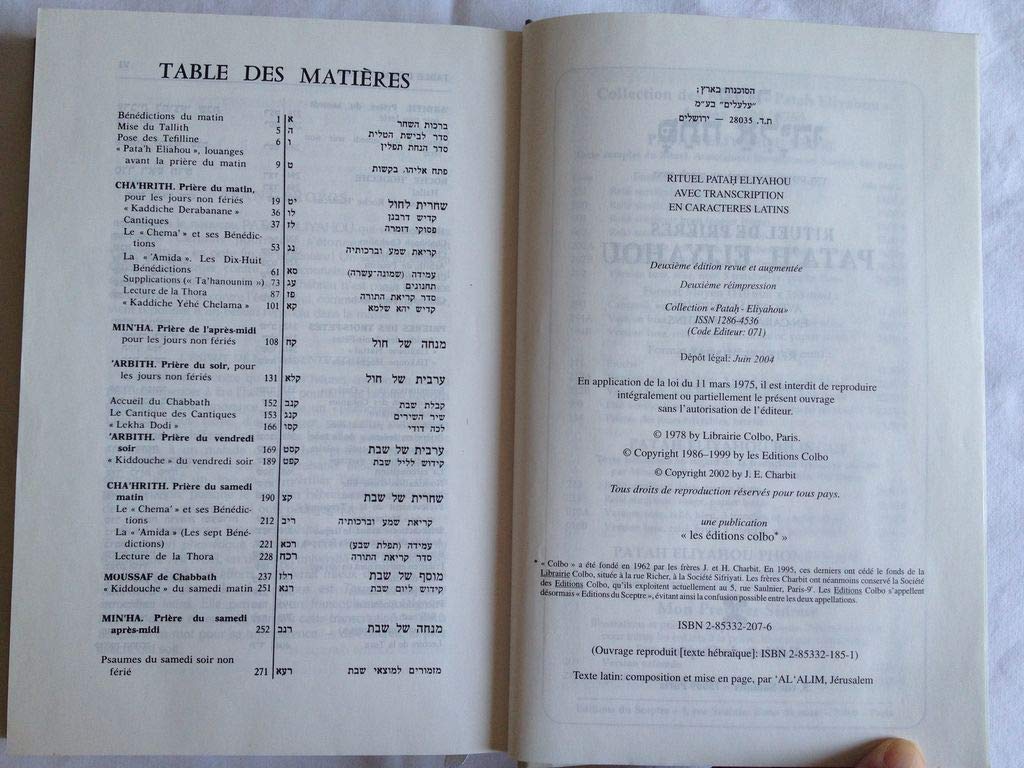 TABLE DES MATIÈRES
Bénédictions du matin 1 א ברכות השחר
Mise du Tallith 5 ה סדר לבישת הטלית
Pose des Tefilline 6 ו סדר הנחת תפלין
« Pata'h Eliahou », louanges
avant la prière du matin 9 ט פתח אליהו, בקשות
CHA'HRITH. Prière du matin,
pour les jours non fériés 19 יט שחרית לחול
« Kaddiche Derabanane » 36 לו קדיש דרבנן
Cantiques 37 לז פסוקי דזמרה
Le « Chema' » et ses Bénédic-
tions 53 נג קריאת שמע וברכותיה
La « 'Amida ». Les Dix-Huit
Bénédictions 61 סא עמידה (שמונה-עשרה)
Supplications (« Ta'hanounim ») 73 עג תחנונים
Lecture de la Thora 87 פז סדר קריאת התורה
« Kaddiche Yéhé Chelama » 101 קא קדיש יהא שלמא
MIN'HA. Prière de l'après-midi
pour les jours non fériés 108 קח מנחה של חול
'ARBITH. Prière du soir, pour
les jours non fériés 131 קלא ערבית של חול
Accueil du Chabbath 152 קנב קבלת שבת
Le Cantique des Cantiques 153 קנג שיר השירים
« Lekha Dodi » 166 קסו לכה דודי
'ARBITH. Prière du vendredi
soir 169 קסט ערבית של שבת
« Kiddouche » du vendredi soir 189 קפט קידוש לליל שבת
CHA'HRITH. Prière du samedi
matin 190 קצ שחרית של שבת
Le « Chema' » et ses Bénédic-
tions 212 ריב קריאת שמע וברכותיה
La « 'Amida » (Les sept Béné-
dictions) 221 רכא עמידה (תפלת שבע)
Lecture de la Thora 228 רכח סדר קריאת התורה
MOUSSAF de Chabbath 237 רלז מוסף של שבת
« Kiddouche » du samedi matin 251 רנא קידוש ליום שבת
MIN'HA. Prière du samedi
après-midi 252 רנב מנחה של שבת
Psaumes du samedi soir non
férié 271 רעא מזמורים למוצאי שבת
הסוכנות בארץ:
"עלעלים" בע"מ
ת.ד. 28035 — ירושלים
RITUEL PATAḤ ELIYAHOU
AVEC TRANSCRIPTION
EN CARACTERES LATINS
Deuxième édition revue et augmentée
Deuxième réimpression
Collection «Pataḥ - Eliyahou»
ISSN 1286-4536
(Code Editeur: 071)
Dépôt légal: Juin 2004
En application de la loi du 11 mars 1975, il est interdit de reproduire
intégralement ou partiellement le présent ouvrage
sans l'autorisation de l'éditeur.
© 1978 by Librairie Colbo, Paris.
© Copyright 1986–1999 by les Editions Colbo
© Copyright 2002 by J. E. Charbit
Tous droits de reproduction réservés pour tous pays.
une publication
« les éditions colbo* »
* « Colbo » a été fondé en 1962 par les frères J. et H. Charbit. En 1995, ces derniers ont cédé le fonds de la
Librairie Colbo, située à la rue Richer, à la Société Sifriyati. Les frères Charbit ont néanmoins conservé la Société
des Editions Colbo, qu'ils exploitent actuellement au 5, rue Saulnier, Paris-9e. Les Editions Colbo s'appellent
désormais « Editions du Sceptre », évitant ainsi la confusion possible entre les deux appellations.
ISBN 2-85332-207-6
(Ouvrage reproduit [texte hébraïque]: ISBN 2-85332-185-1)
Texte latin: composition et mise en page, par 'AL'ALIM, Jérusalem